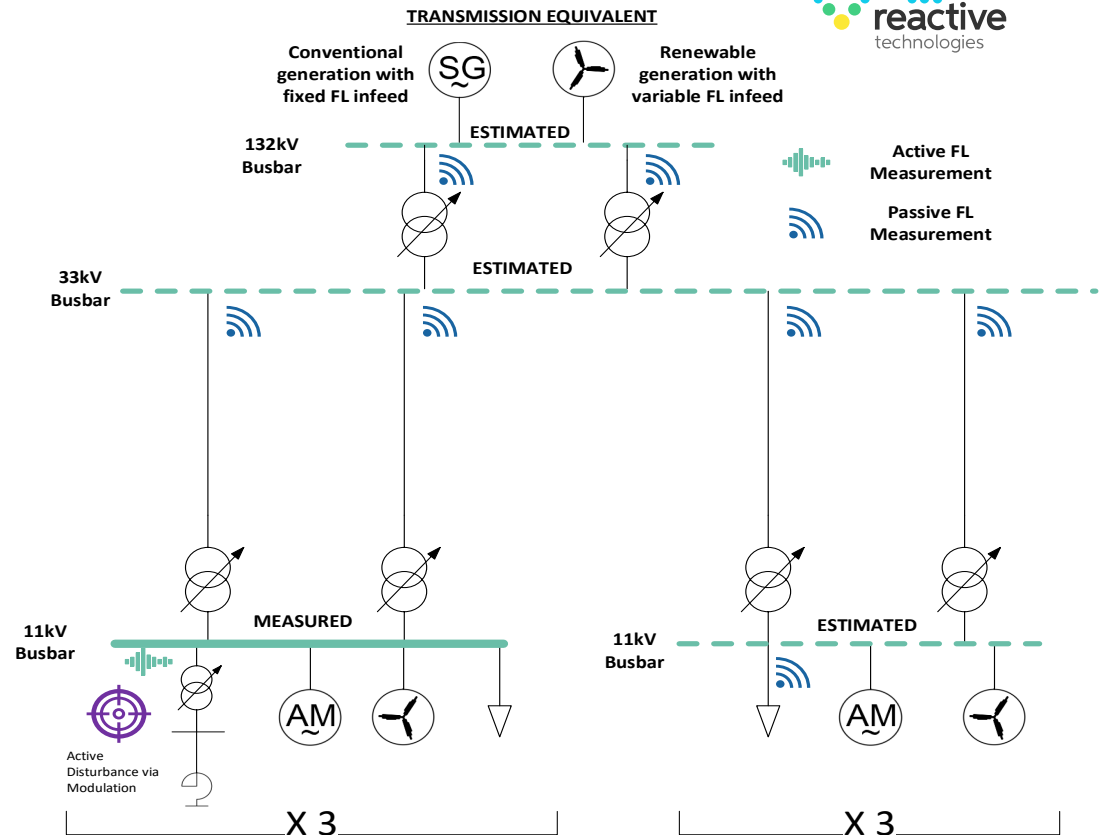 TRANSMISSION EQUIVALENT
reactive
technologies
Conventional
generation with
fixed FL infeed
SG
~
Renewable
generation with
variable FL infeed
132kV
Busbar
ESTIMATED
Active FL
Measurement
Passive FL
Measurement
33kV
Busbar
ESTIMATED
11kV
Busbar
MEASURED
11kV
Busbar
ESTIMATED
AM
~
AM
~
Active
Disturbance via
Modulation
X 3
X 3